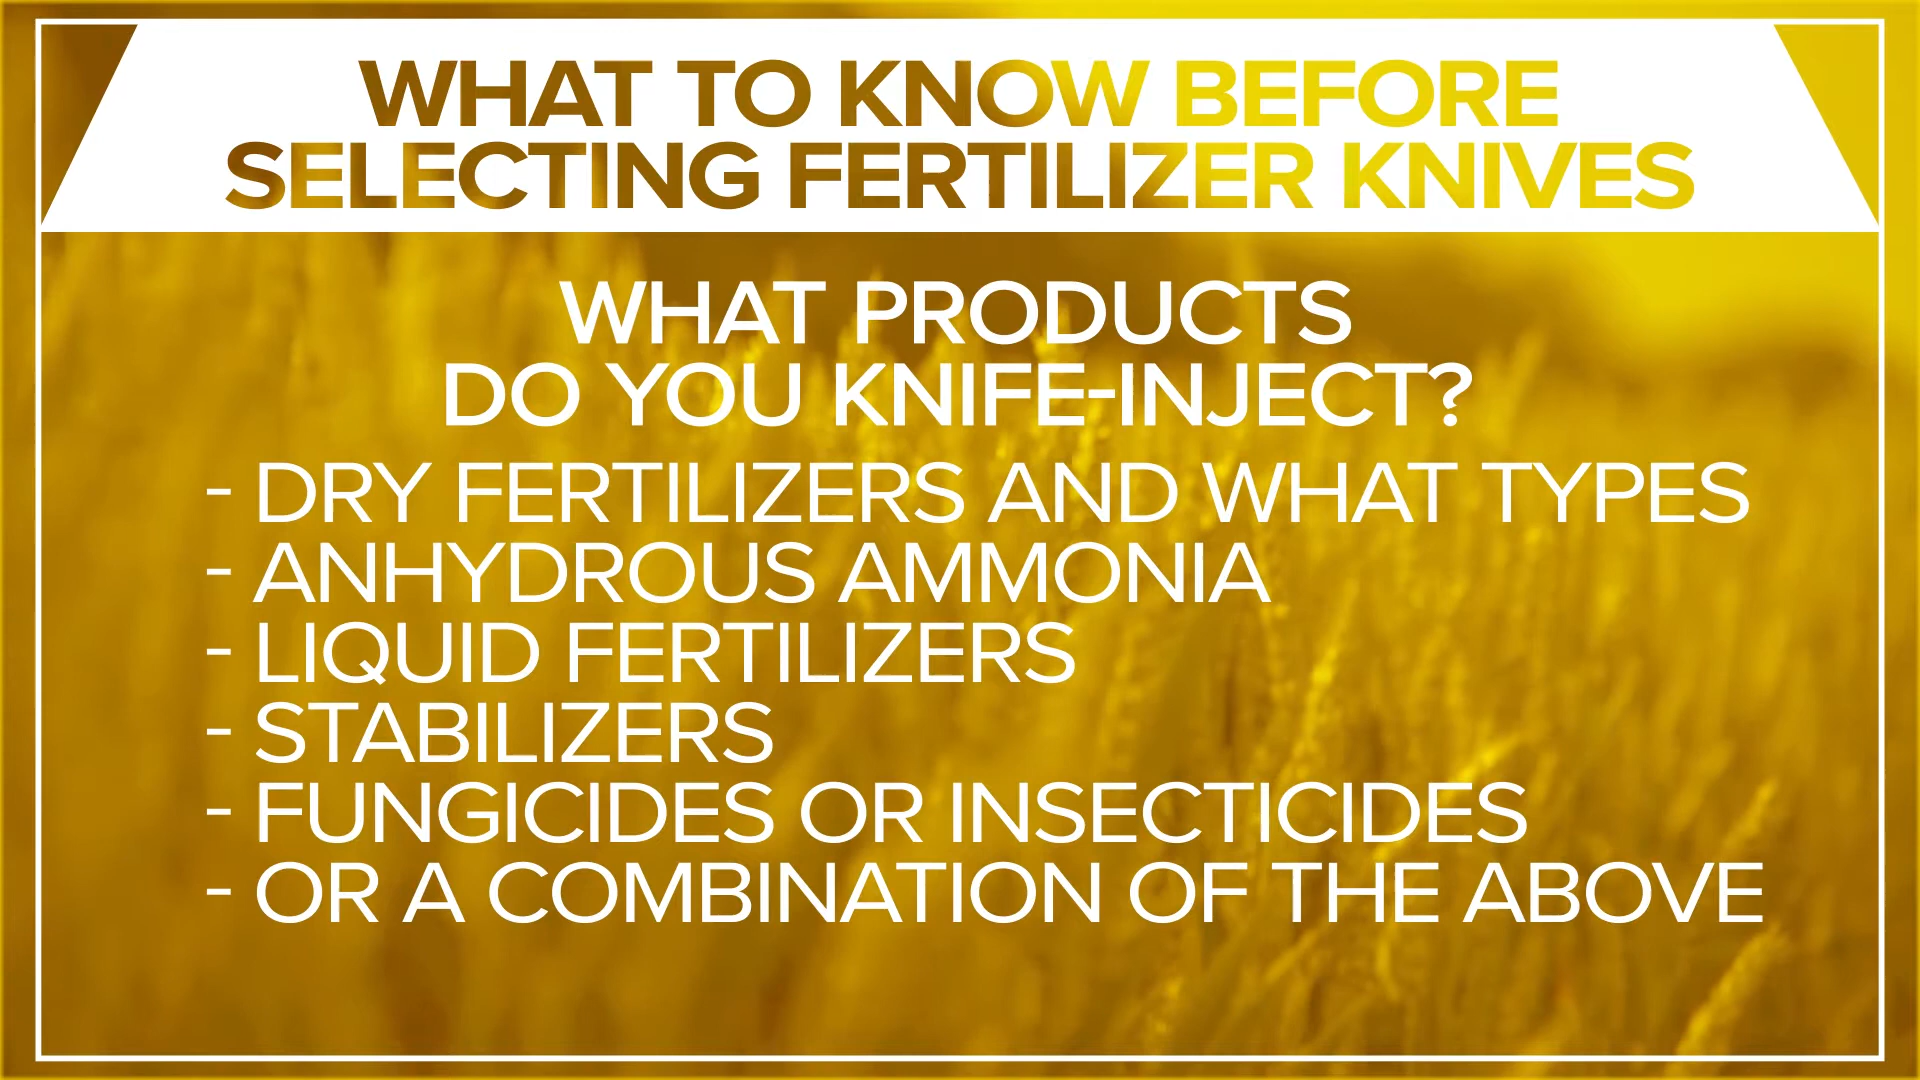 WHAT TO KNOW BEFORE
SELECTING FERTILIZER KNIVES
WHAT PRODUCTS
DO YOU KNIFE-INJECT?
- DRY FERTILIZERS AND WHAT TYPES
- ANHYDROUS AMMONIA
- LIQUID FERTILIZERS
- STABILIZERS
- FUNGICIDES OR INSECTICIDES
- OR A COMBINATION OF THE ABOVE